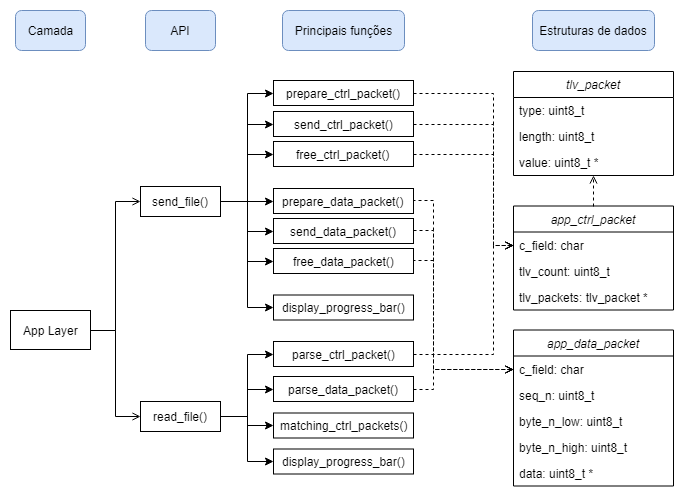 Camada
API
Principais funções
Estruturas de dados
App Layer
send_file()
read_file()
prepare_ctrl_packet()
send_ctrl_packet()
free_ctrl_packet()
prepare_data_packet()
send_data_packet()
free_data_packet()
display_progress_bar()
parse_ctrl_packet()
parse_data_packet()
matching_ctrl_packets()
display_progress_bar()
tlv_packet
type: uint8_t
length: uint8_t
value: uint8_t *
app_ctrl_packet
c_field: char
tlv_count: uint8_t
tlv_packets: tlv_packet *
app_data_packet
c_field: char
seq_n: uint8_t
byte_n_low: uint8_t
byte_n_high: uint8_t
data: uint8_t *